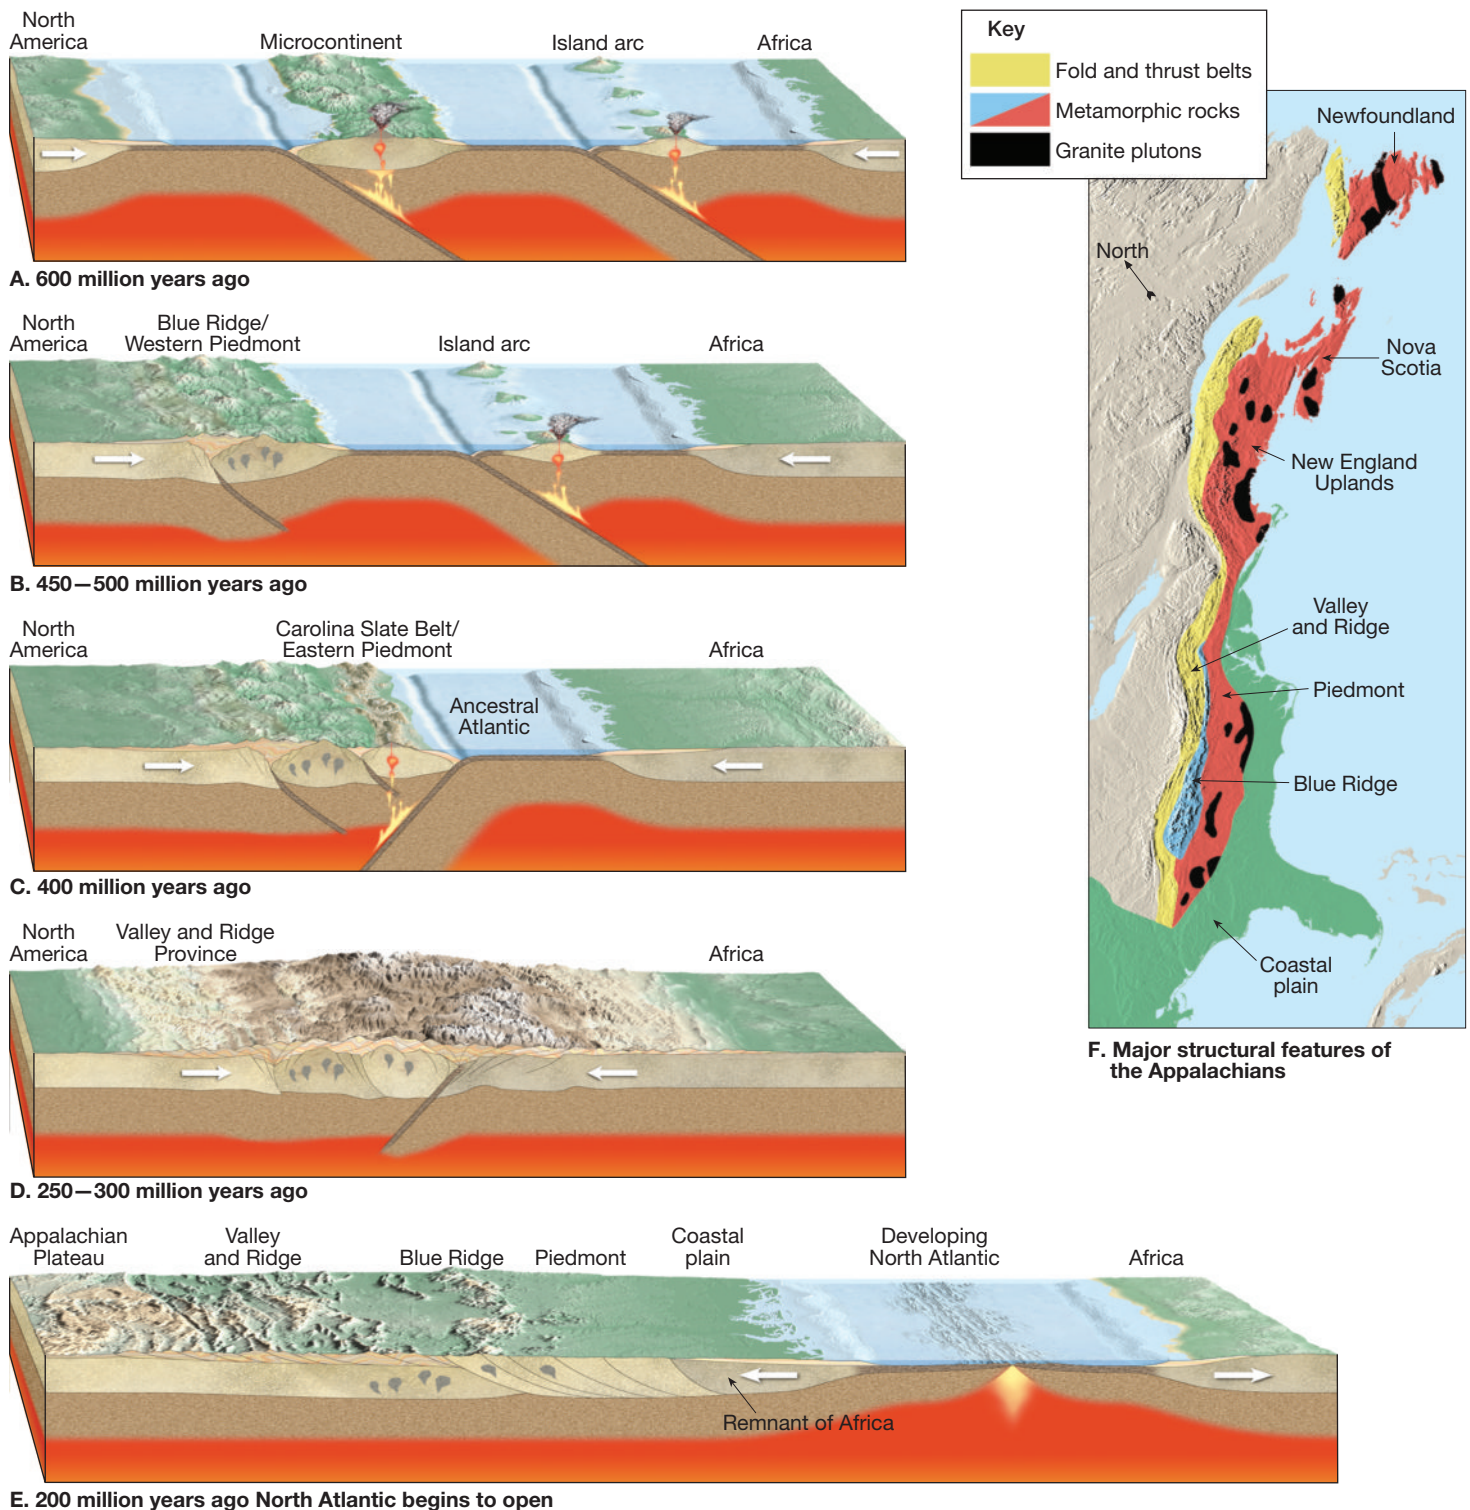 North
America
Microcontinent
Island arc
Africa
A. 600 million years ago
North
America
Blue Ridge/
Western Piedmont
Island arc
Africa
B. 450—500 million years ago
North
America
Carolina Slate Belt/
Eastern Piedmont
Africa
Ancestral
Atlantic
C. 400 million years ago
North
America
Valley and Ridge
Province
Africa
D. 250—300 million years ago
Appalachian
Plateau
Valley
and Ridge
Blue Ridge
Piedmont
Coastal
plain
Developing
North Atlantic
Africa
Remnant of Africa
E. 200 million years ago North Atlantic begins to open
Key
Fold and thrust belts
Metamorphic rocks
Granite plutons
Newfoundland
North
Nova
Scotia
New England
Uplands
Valley
and Ridge
Piedmont
Blue Ridge
Coastal
plain
F. Major structural features of
the Appalachians